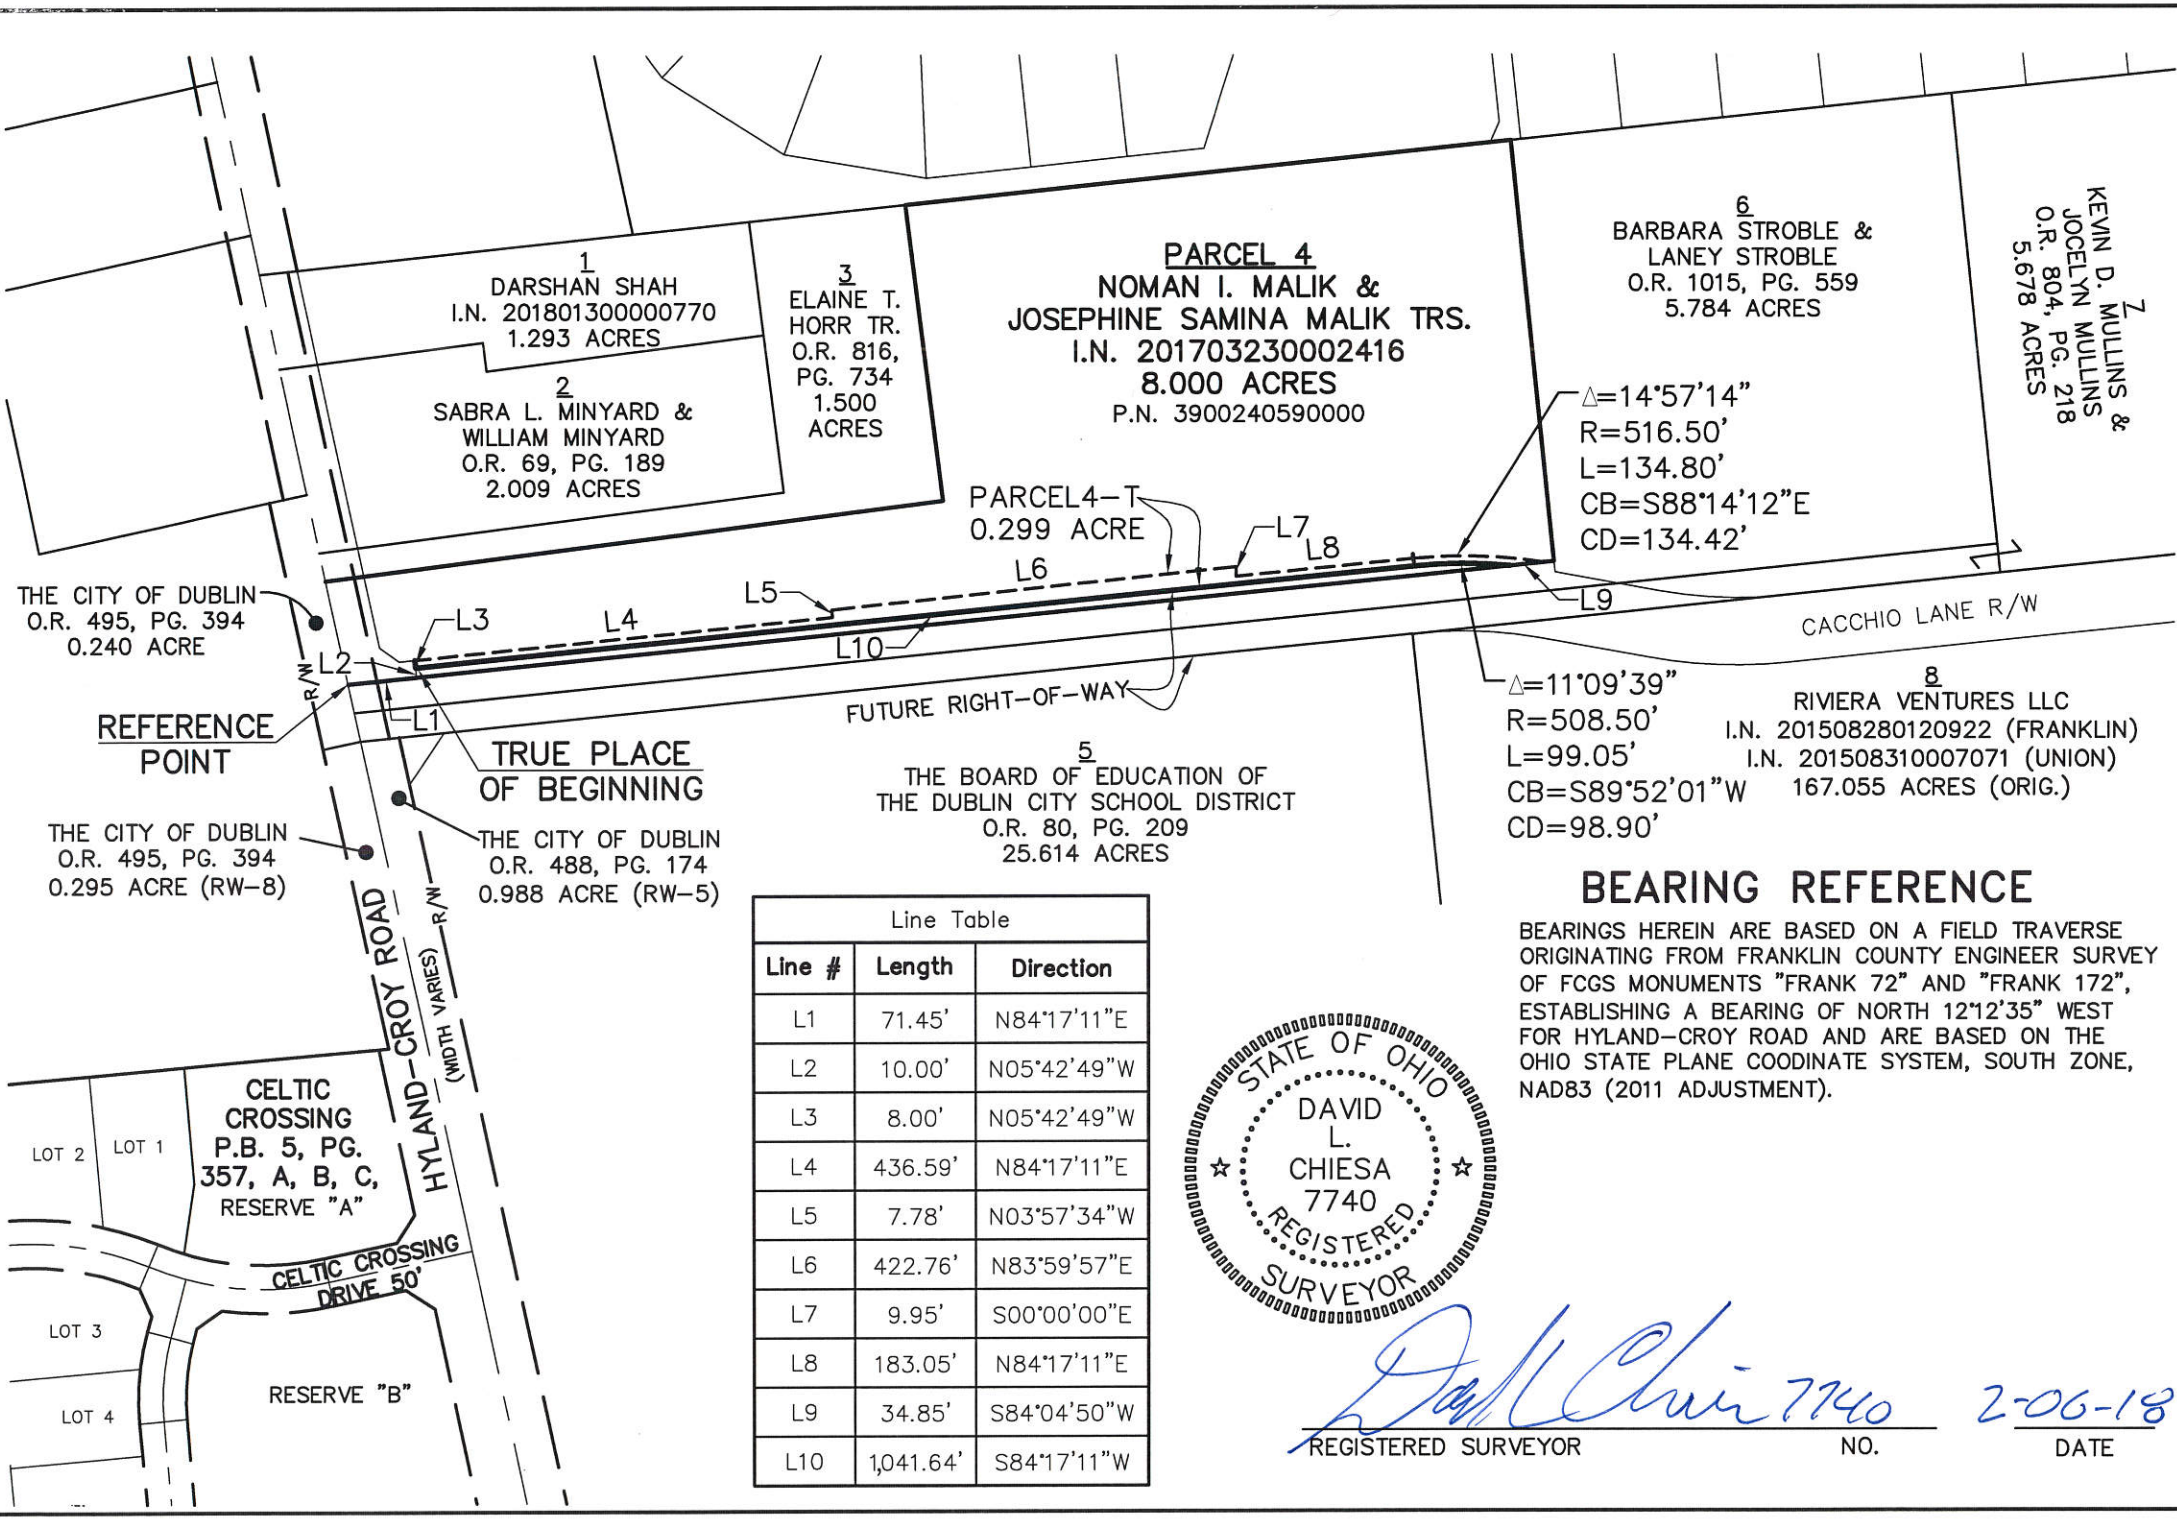 1
DARSHAN SHAH
I.N. 201801300000770
1.293 ACRES
2
SABRA L. MINYARD &
WILLIAM MINYARD
O.R. 69, PG. 189
2.009 ACRES
3
ELAINE T.
HORR TR.
O.R. 816,
PG. 734
1.500
ACRES
PARCEL 4
NOMAN I. MALIK &
JOSEPHINE SAMINA MALIK TRS.
I.N. 201703230002416
8.000 ACRES
P.N. 3900240590000
6
BARBARA STROBLE &
LANEY STROBLE
O.R. 1015, PG. 559
5.784 ACRES
7
KEVIN D. MULLINS &
JOCELYN MULLINS
O.R. 804, PG. 218
5.678 ACRES
Δ=14°57'14"
R=516.50'
L=134.80'
CB=S88°14'12"E
CD=134.42'
PARCEL4-T
0.299 ACRE
L7
L8
L6
L5
L4
L3
L2
L1
L10
L9
THE CITY OF DUBLIN
O.R. 495, PG. 394
0.240 ACRE
R/W
REFERENCE
POINT
TRUE PLACE
OF BEGINNING
FUTURE RIGHT-OF-WAY
CACCHIO LANE R/W
Δ=11°09'39"
R=508.50'
L=99.05'
CB=S89°52'01"W
CD=98.90'
8
RIVIERA VENTURES LLC
I.N. 201508280120922 (FRANKLIN)
I.N. 201508310007071 (UNION)
167.055 ACRES (ORIG.)
5
THE BOARD OF EDUCATION OF
THE DUBLIN CITY SCHOOL DISTRICT
O.R. 80, PG. 209
25.614 ACRES
THE CITY OF DUBLIN
O.R. 495, PG. 394
0.295 ACRE (RW-8)
THE CITY OF DUBLIN
O.R. 488, PG. 174
0.988 ACRE (RW-5)
HYLAND-CROY ROAD
(WIDTH VARIES)
R/W
BEARING REFERENCE
BEARINGS HEREIN ARE BASED ON A FIELD TRAVERSE
ORIGINATING FROM FRANKLIN COUNTY ENGINEER SURVEY
OF FCGS MONUMENTS "FRANK 72" AND "FRANK 172",
ESTABLISHING A BEARING OF NORTH 12°12'35" WEST
FOR HYLAND-CROY ROAD AND ARE BASED ON THE
OHIO STATE PLANE COODINATE SYSTEM, SOUTH ZONE,
NAD83 (2011 ADJUSTMENT).
Line Table
Line # Length Direction
L1 71.45' N84°17'11"E
L2 10.00' N05°42'49"W
L3 8.00' N05°42'49"W
L4 436.59' N84°17'11"E
L5 7.78' N03°57'34"W
L6 422.76' N83°59'57"E
L7 9.95' S00°00'00"E
L8 183.05' N84°17'11"E
L9 34.85' S84°04'50"W
L10 1,041.64' S84°17'11"W
CELTIC
CROSSING
P.B. 5, PG.
357, A, B, C,
RESERVE "A"
LOT 2
LOT 1
CELTIC CROSSING
DRIVE 50'
LOT 3
LOT 4
RESERVE "B"
STATE OF OHIO
DAVID
L.
CHIESA
7740
REGISTERED
SURVEYOR
7740 2-06-18
REGISTERED SURVEYOR NO. DATE